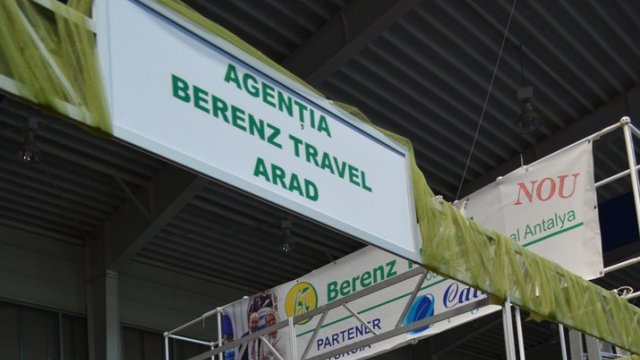 AGENȚIA
BERENZ TRAVEL
ARAD
NOU
Antalya
Berenz
PARTENER